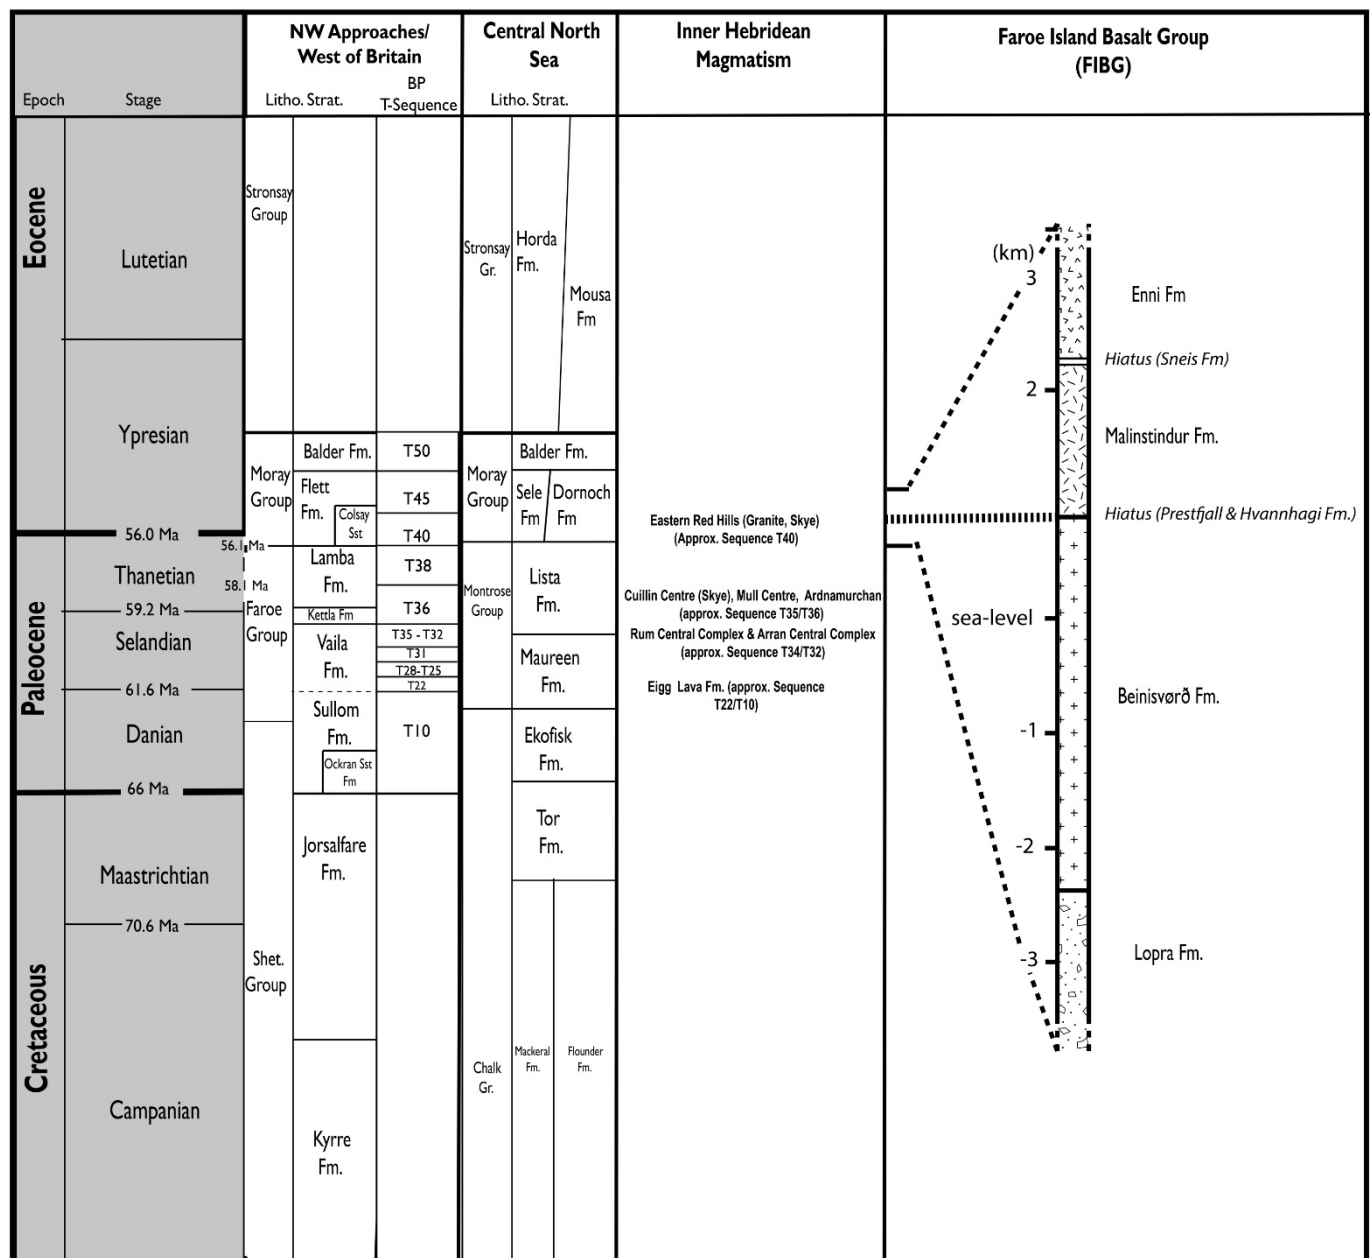 NW Approaches/
West of Britain
Central North
Sea
Inner Hebridean
Magmatism
Faroe Island Basalt Group
(FIBG)
Epoch
Stage
Litho. Strat.
BP
T-Sequence
Litho. Strat.
Eocene
Lutetian
Ypresian
56.0 Ma
Paleocene
56.1 Ma
Thanetian
58.1 Ma
59.2 Ma
Selandian
61.6 Ma
Danian
66 Ma
Cretaceous
Maastrichtian
70.6 Ma
Campanian
Stronsay
Group
Moray
Group
Faroe
Group
Shet.
Group
Balder Fm.
Flett
Fm.
Colsay
Sst
Lamba
Fm.
Kettla Fm
Vaila
Fm.
Sullom
Fm.
Ockran Sst
Fm
Jorsalfare
Fm.
Kyrre
Fm.
T50
T45
T40
T38
T36
T35 - T32
T31
T28-T25
T22
T10
Stronsay
Gr.
Moray
Group
Montrose
Group
Chalk
Gr.
Horda
Fm.
Mousa
Fm
Balder Fm.
Sele
Fm
Dornoch
Fm
Lista
Fm.
Maureen
Fm.
Ekofisk
Fm.
Tor
Fm.
Mackeral
Fm.
Flounder
Fm.
Eastern Red Hills (Granite, Skye)
(Approx. Sequence T40)
Cuillin Centre (Skye), Mull Centre, Ardnamurchan
(approx. Sequence T35/T36)
Rum Central Complex & Arran Central Complex
(approx. Sequence T34/T32)
Eigg Lava Fm. (approx. Sequence
T22/T10)
(km)
3
2
sea-level
-1
-2
-3
Enni Fm
Hiatus (Sneis Fm)
Malinstindur Fm.
Hiatus (Prestfjall & Hvannhagi Fm.)
Beinisvørð Fm.
Lopra Fm.